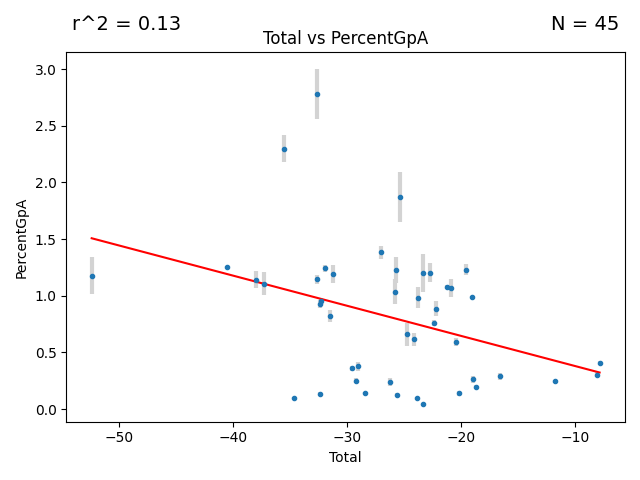 r^2 = 0.13
N = 45
Total vs PercentGpA
PercentGpA
3.0
2.5
2.0
1.5
1.0
0.5
0.0
−50
−40
−30
−20
−10
Total